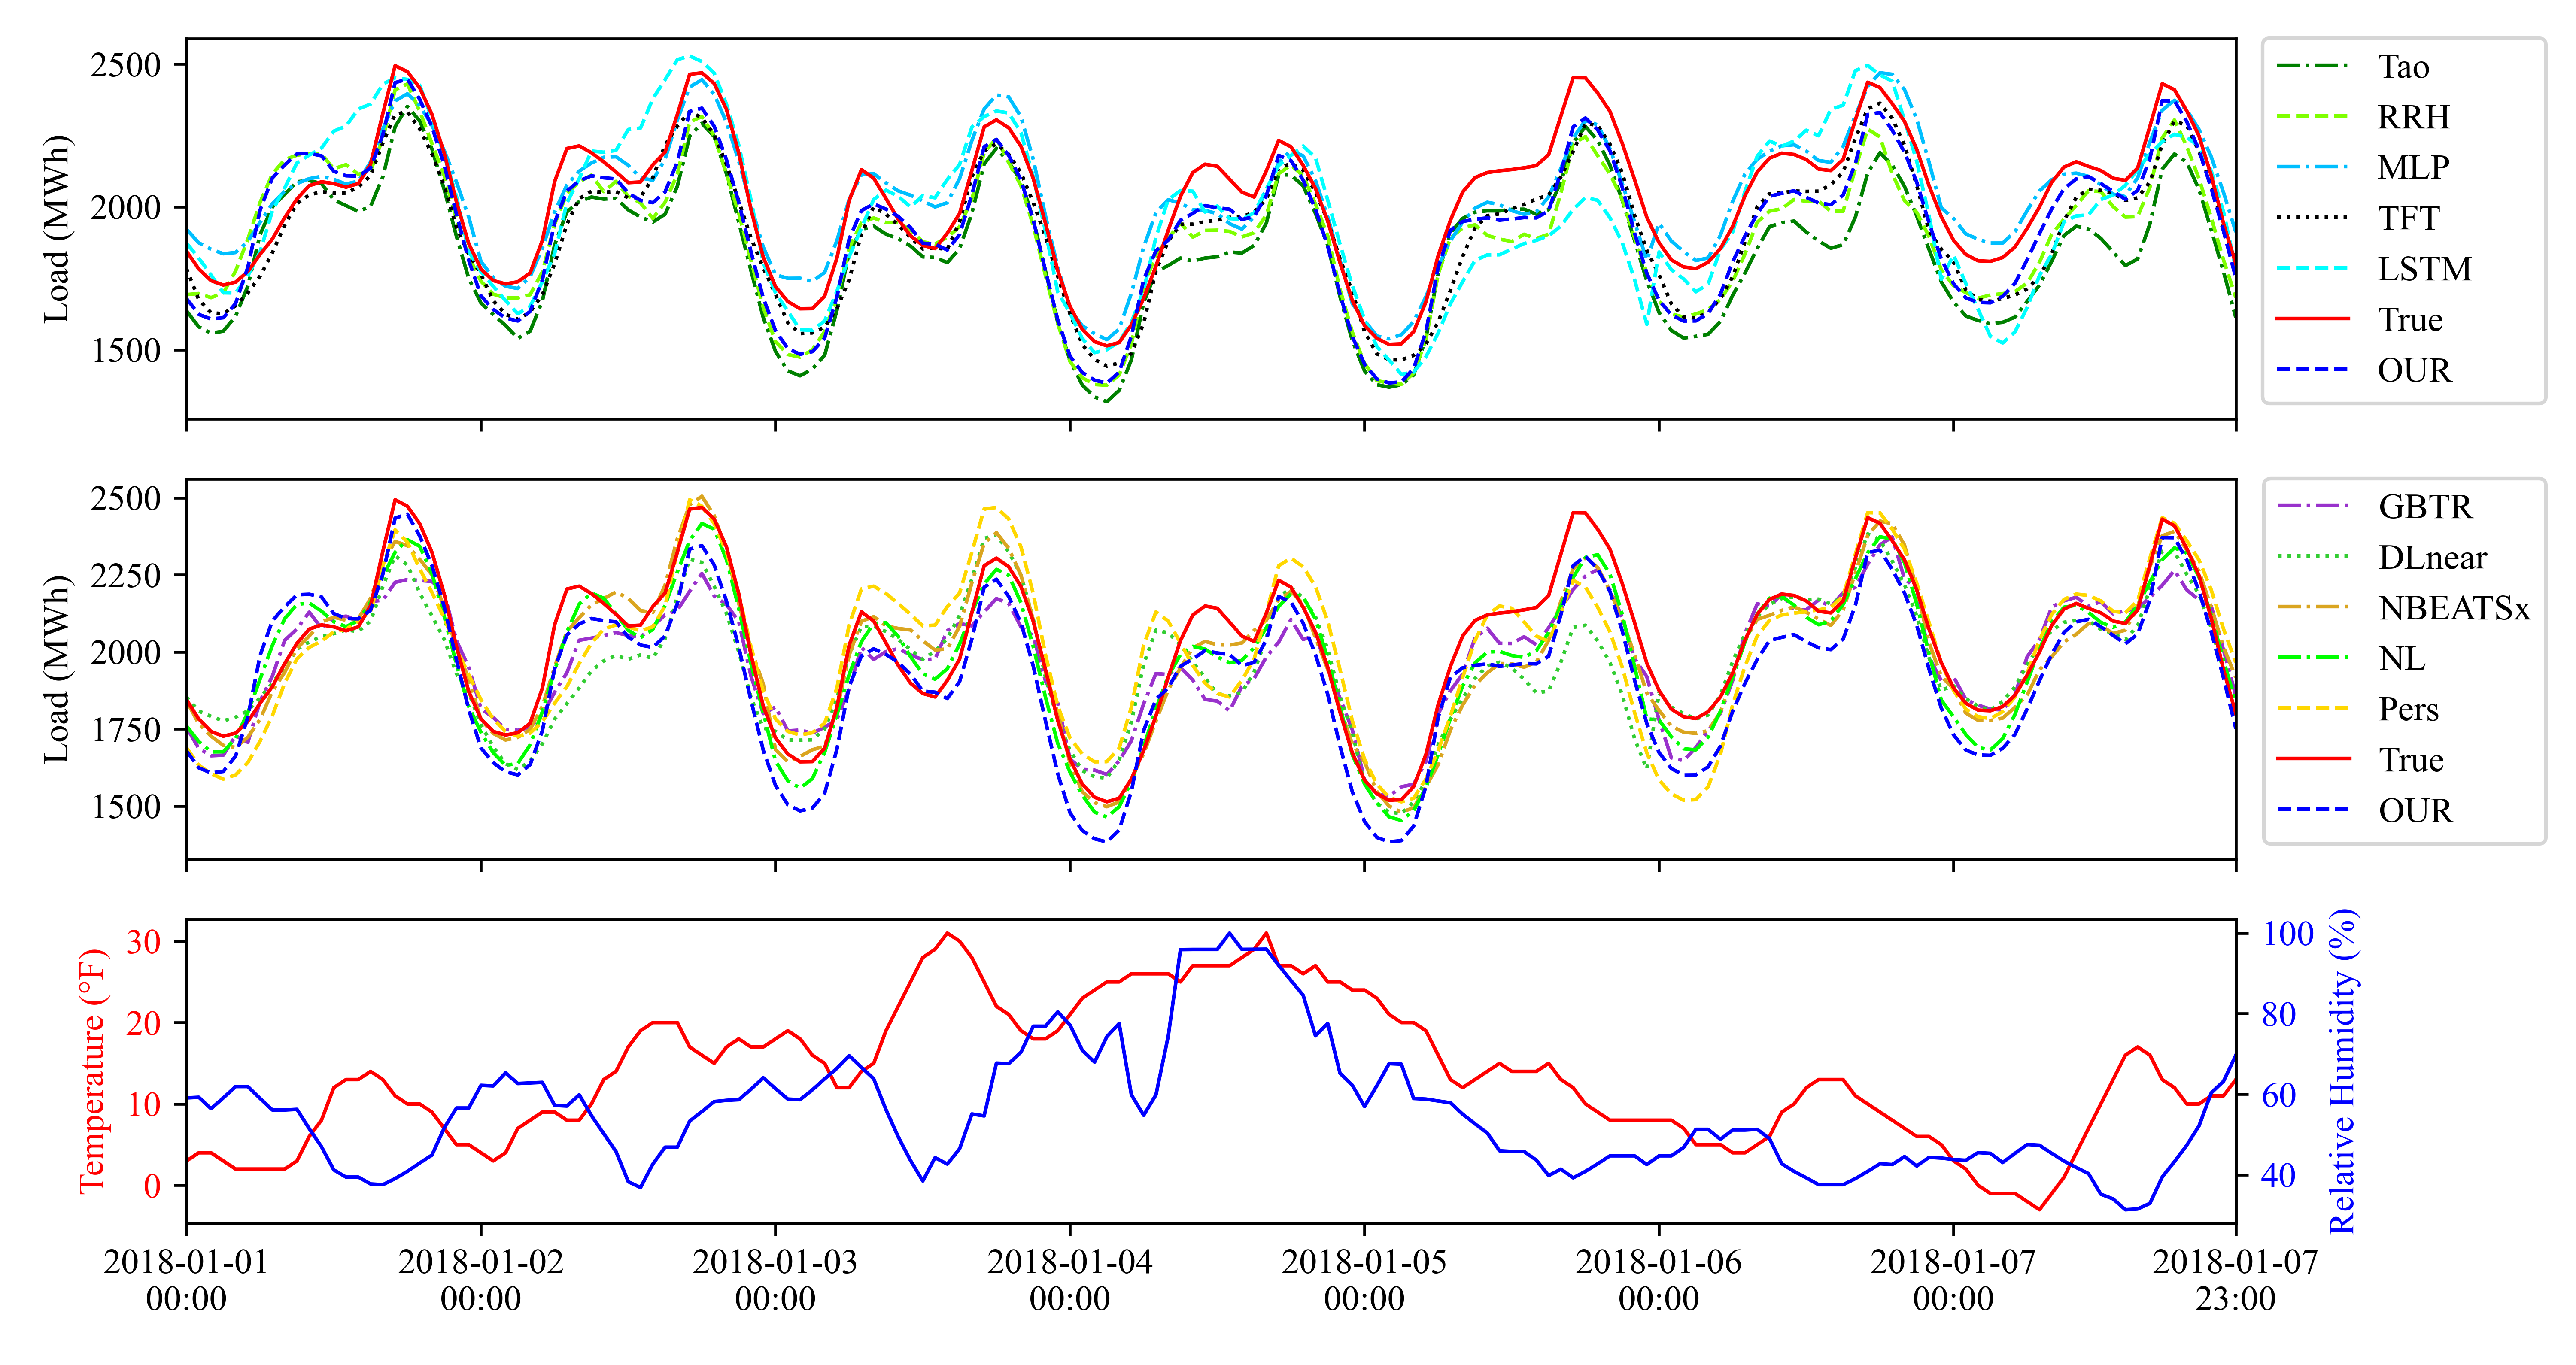 2500
2000
1500
Load (MWh)
Tao
RRH
MLP
TFT
LSTM
True
OUR
2500
2250
2000
1750
1500
Load (MWh)
GBTR
DLnear
NBEATSx
NL
Pers
True
OUR
30
20
10
0
Temperature (°F)
100
80
60
40
Relative Humidity (%)
2018-01-01 2018-01-02 2018-01-03 2018-01-04 2018-01-05 2018-01-06 2018-01-07 2018-01-07
00:00 00:00 00:00 00:00 00:00 00:00 00:00 23:00